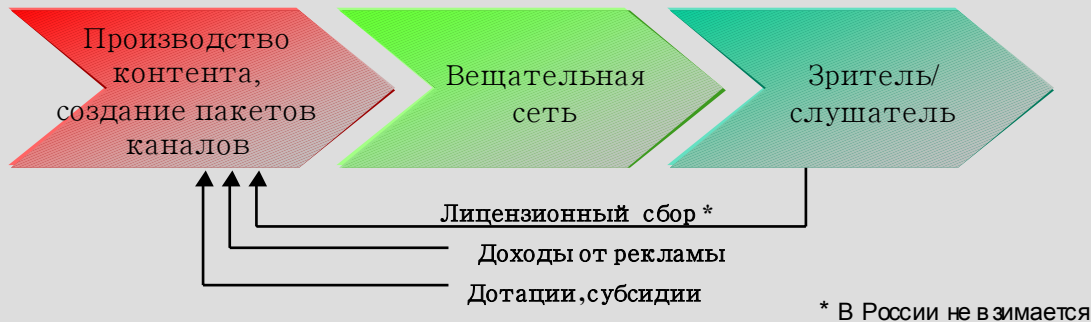 Производство
контента,
создание пакетов
каналов
Вещательная
сеть
Зритель/
слушатель
Лицензионный сбор *
Доходы от рекламы
Дотации,субсидии
* В России не взимается